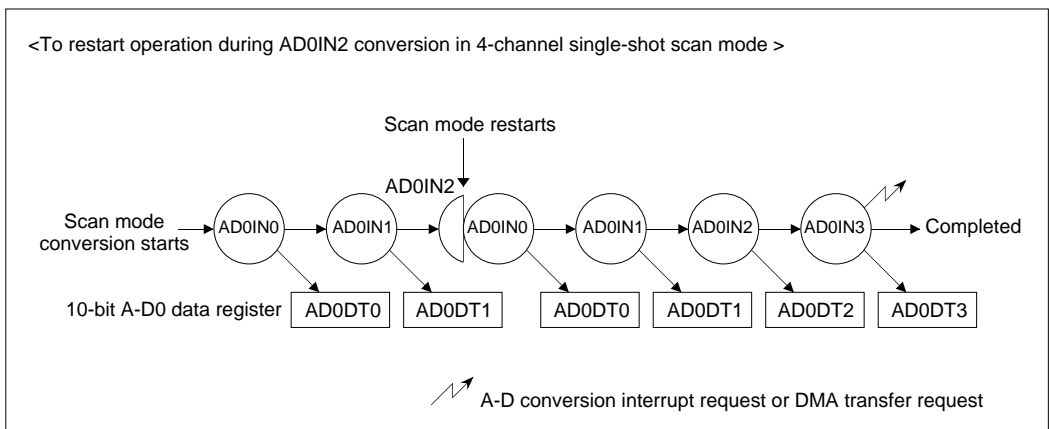 <To restart operation during AD0IN2 conversion in 4-channel single-shot scan mode >
Scan mode restarts
AD0IN2
Scan mode
conversion starts
AD0IN0
AD0IN1
AD0IN0
AD0IN1
AD0IN2
AD0IN3
Completed
10-bit A-D0 data register
AD0DT0
AD0DT1
AD0DT0
AD0DT1
AD0DT2
AD0DT3
A-D conversion interrupt request or DMA transfer request